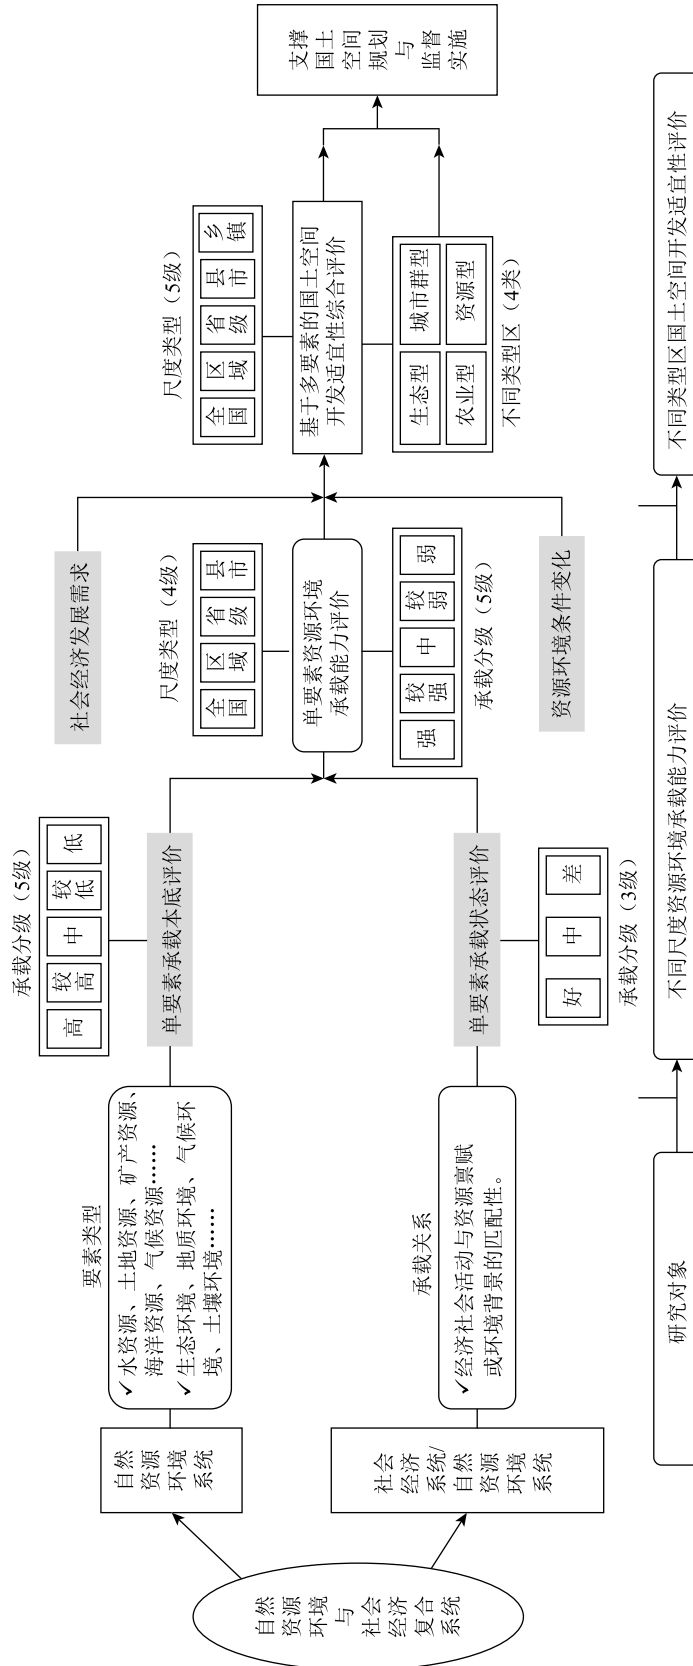 自然
资源
环境
与
社会
经济
复合
系统
自然
资源
环境
系统
要素类型
✓水资源、土地资源、矿产资源、
海洋资源、气候资源……
✓生态环境、地质环境、气候环
境、土壤环境……
承载分级（5级）
高
较高
中
较低
低
单要素承载本底评价
社会
经济
系统/
自然
资源
环境
系统
承载关系
✓经济社会活动与资源禀赋
或环境背景的匹配性。
单要素承载状态评价
好
中
差
承载分级（3级）
社会经济发展需求
尺度类型（4级）
全国
区域
省级
县市
单要素资源环境
承载能力评价
强
较强
中
较弱
弱
承载分级（5级）
资源环境条件变化
尺度类型（5级）
全国
区域
省级
县市
乡镇
基于多要素的国土空间
开发适宜性综合评价
生态型
城市群型
农业型
资源型
不同类型区（4类）
支撑
国土
空间
规划
与
监督
实施
研究对象
不同尺度资源环境承载能力评价
不同类型区国土空间开发适宜性评价